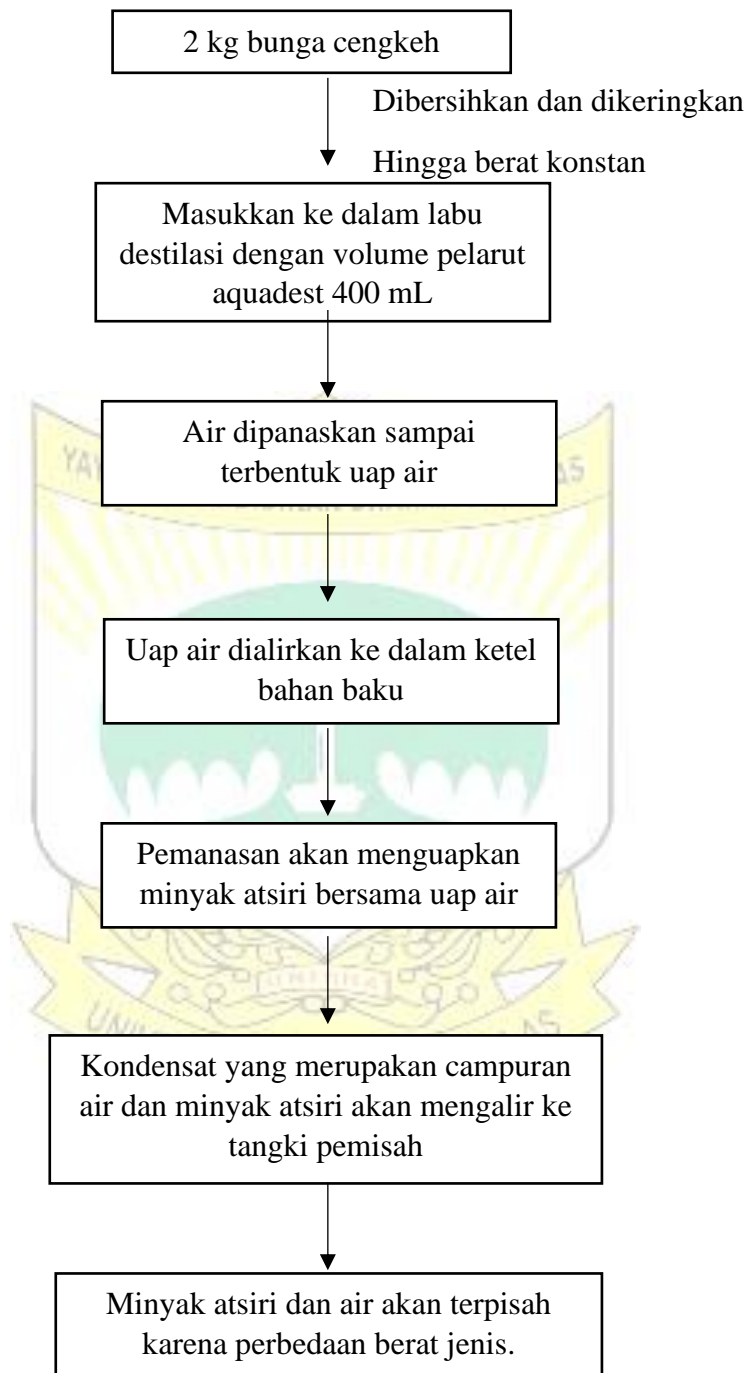 2 kg bunga cengkeh
Dibersihkan dan dikeringkan
Hingga berat konstan
Masukkan ke dalam labu
destilasi dengan volume pelarut
aquadest 400 mL
Air dipanaskan sampai
terbentuk uap air
Uap air dialirkan ke dalam ketel
bahan baku
Pemanasan akan menguapkan
minyak atsiri bersama uap air
Kondensat yang merupakan campuran
air dan minyak atsiri akan mengalir ke
tangki pemisah
Minyak atsiri dan air akan terpisah
karena perbedaan berat jenis.